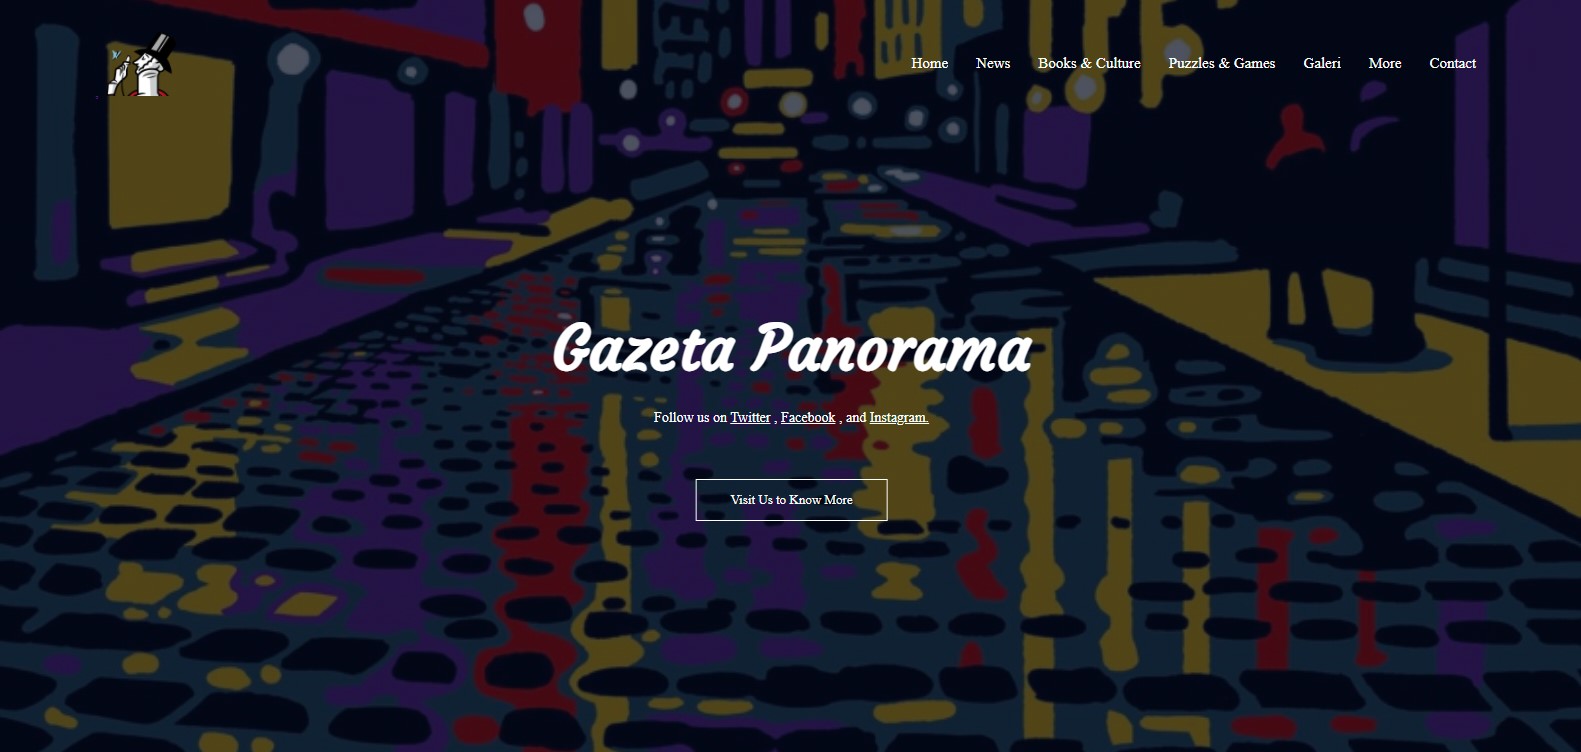 Home News Books & Culture Puzzles & Games Galeri More Contact
Gazeta Panorama
Follow us on Twitter , Facebook , and Instagram.
Visit Us to Know More